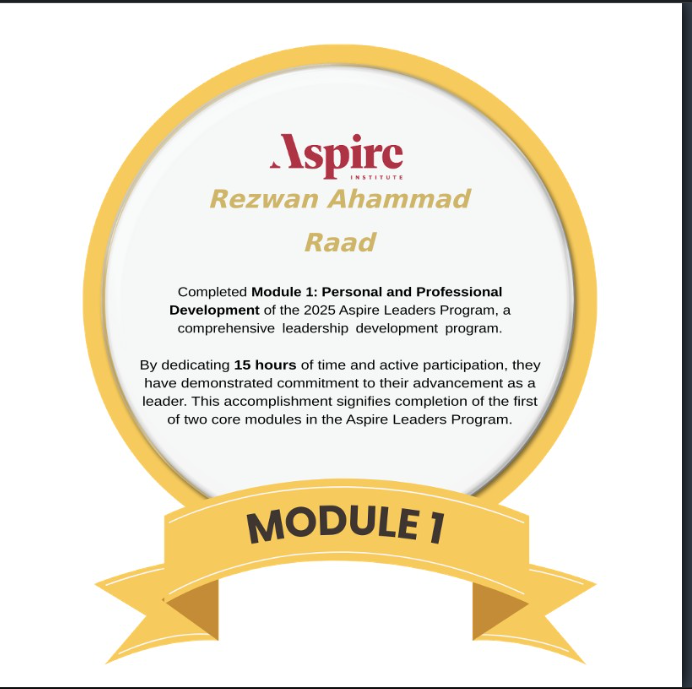 Aspire
INSTITUTE
Rezwan Ahammad
Raad
Completed Module 1: Personal and Professional
Development of the 2025 Aspire Leaders Program, a
comprehensive leadership development program.
By dedicating 15 hours of time and active participation, they
have demonstrated commitment to their advancement as a
leader. This accomplishment signifies completion of the first
of two core modules in the Aspire Leaders Program.
MODULE 1